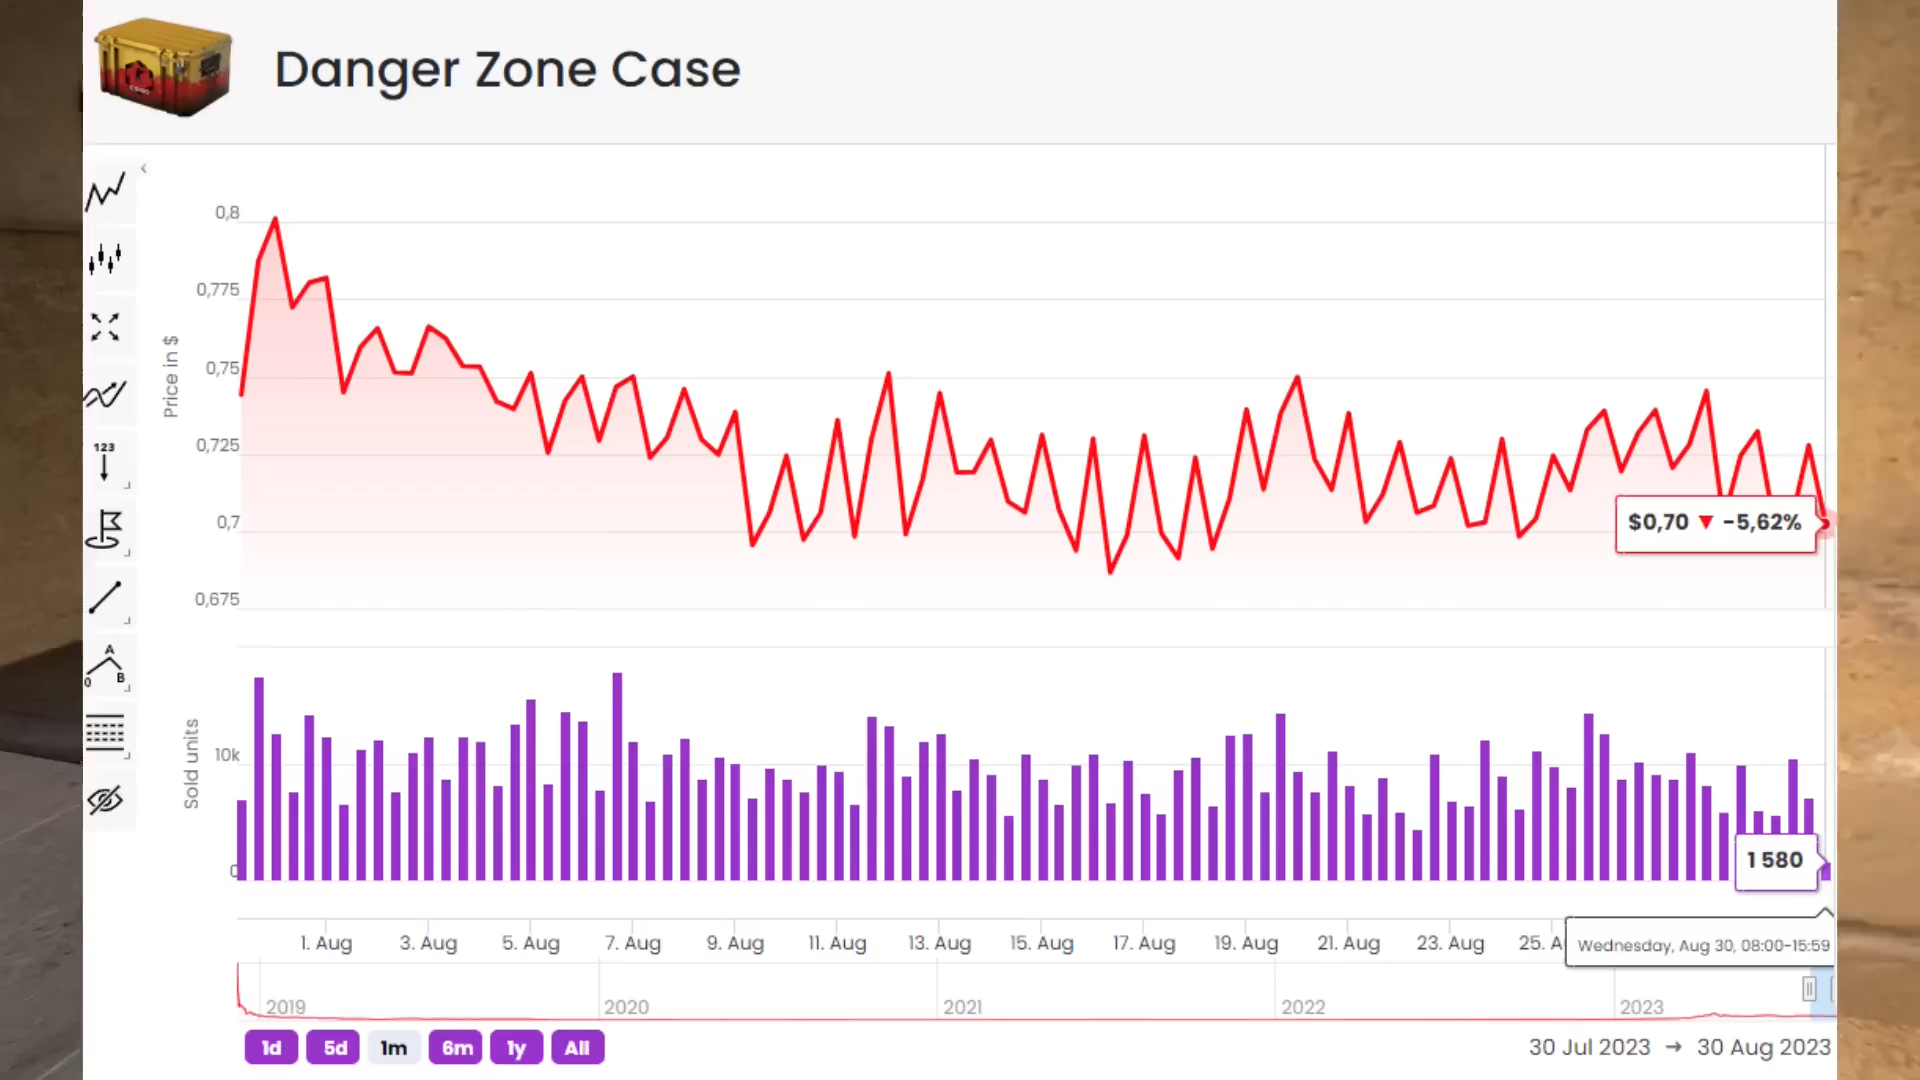 Danger Zone Case
0,8
0,775
0,75
0,725
0,7
0,675
Price in $
$0,70 ▼ -5,62%
123
A
0 B
10k
0
Sold units
1 580
1. Aug 3. Aug 5. Aug 7. Aug 9. Aug 11. Aug 13. Aug 15. Aug 17. Aug 19. Aug 21. Aug 23. Aug 25. A
Wednesday, Aug 30, 08:00-15:59
2019 2020 2021 2022 2023
1d 5d 1m 6m 1y All
30 Jul 2023 → 30 Aug 2023